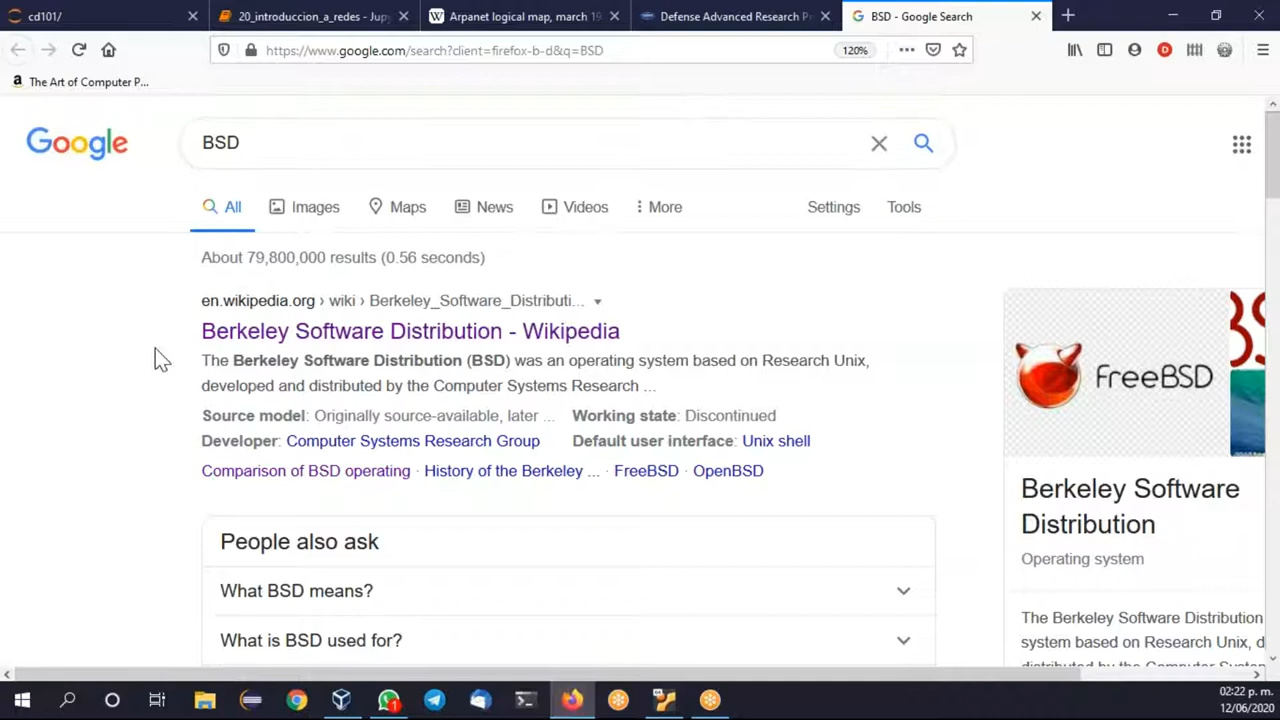 cd101/
20_introduccion_a_redes - Jup
Arpanet logical map, march 19
Defense Advanced Research P
BSD - Google Search
https://www.google.com/search?client=firefox-b-d&q=BSD
120%
The Art of Computer P...
Google
BSD
All
Images
Maps
News
Videos
More
Settings
Tools
About 79,800,000 results (0.56 seconds)
en.wikipedia.org › wiki › Berkeley_Software_Distributi...
Berkeley Software Distribution - Wikipedia
The Berkeley Software Distribution (BSD) was an operating system based on Research Unix,
developed and distributed by the Computer Systems Research ...
Source model: Originally source-available, later ... Working state: Discontinued
Developer: Computer Systems Research Group Default user interface: Unix shell
Comparison of BSD operating · History of the Berkeley ... · FreeBSD · OpenBSD
People also ask
What BSD means?
What is BSD used for?
FreeBSD
Berkeley Software
Distribution
Operating system
The Berkeley Software Distribution
system based on Research Unix, d
distributed by the Computer System
1
02:22 p. m.
12/06/2020